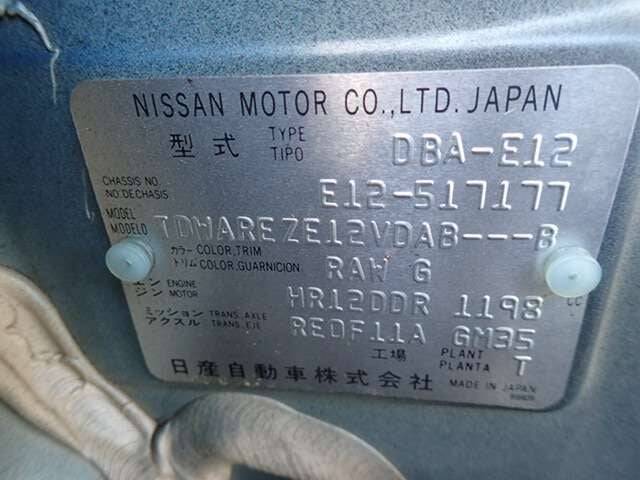 NISSAN MOTOR CO.,LTD. JAPAN
型式 TYPE TIPO DBA-E12
CHASSIS NO. NO.DECHASIS E12-517177
MODEL MODELO TDWAREZE12VDAB---B
カラー COLOR,TRIM
トリム COLOR,GUARNICION RAW G
エン ENGINE
ジン MOTOR HR12DDR 1198 CC
ミッション TRANS. AXLE
アクスル TRANS. EJE RE0F11A GM35
工場 PLANT PLANTA T
日産自動車株式会社 MADE IN JAPAN